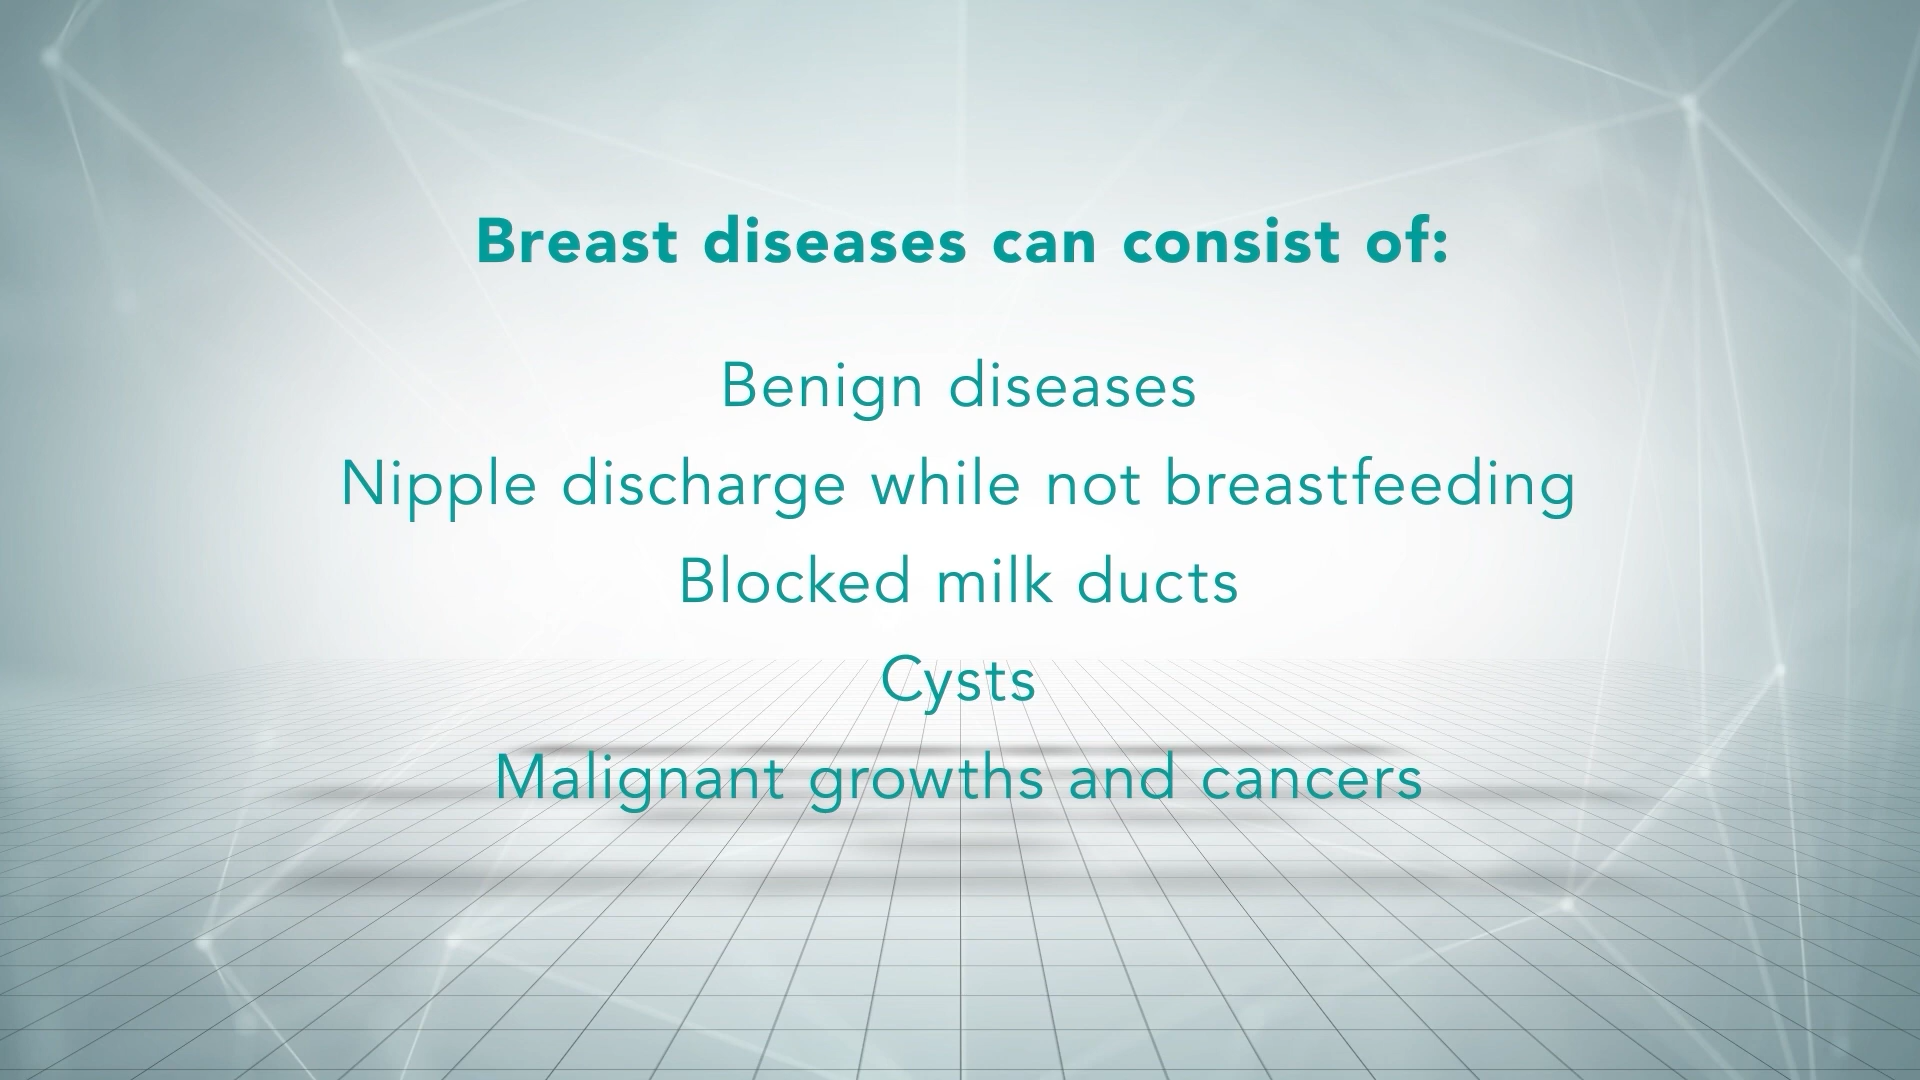 Breast diseases can consist of:
Benign diseases
Nipple discharge while not breastfeeding
Blocked milk ducts
Cysts
Malignant growths and cancers